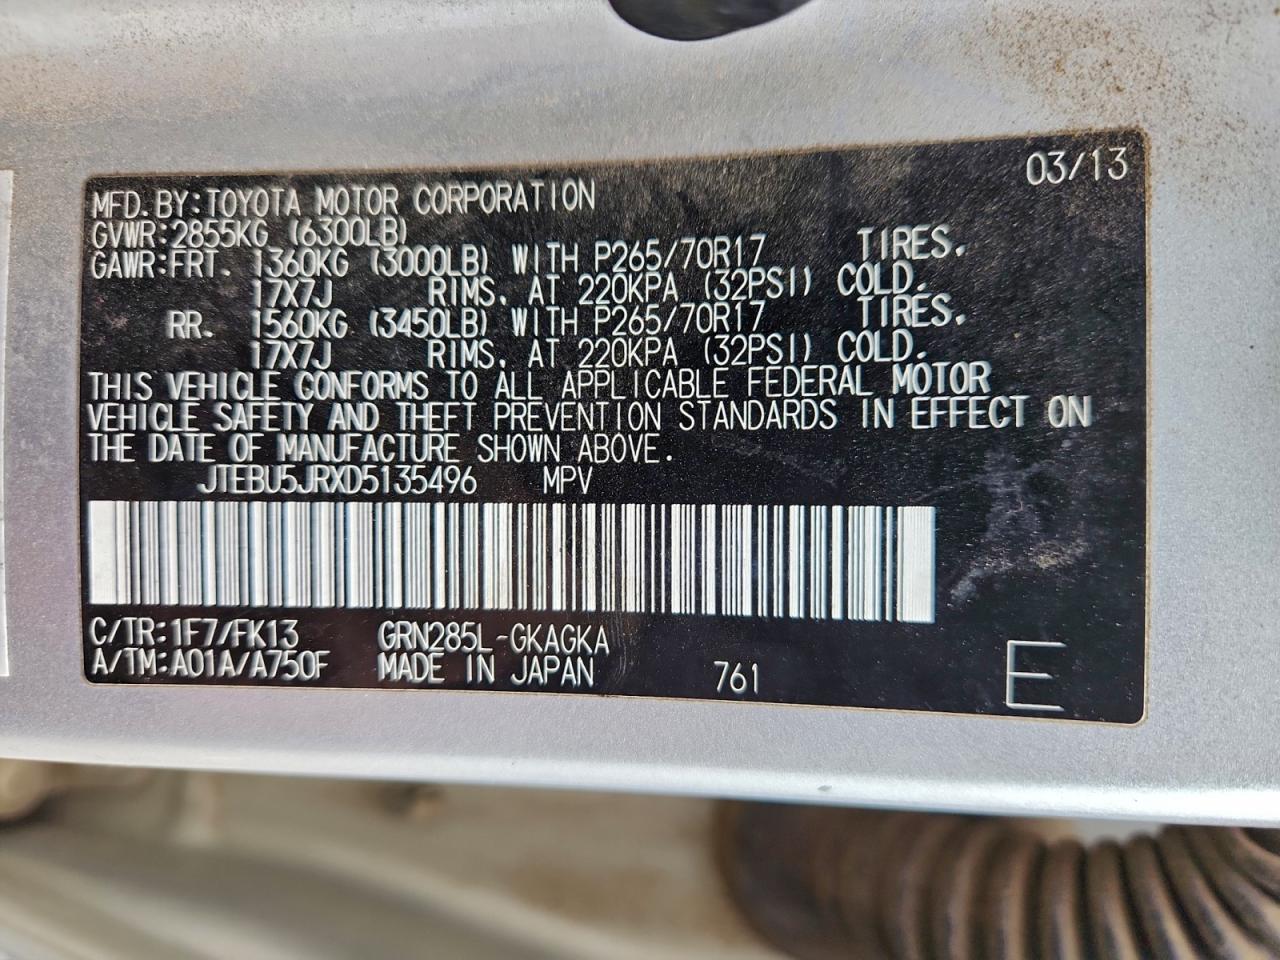 03/13
MFD. BY: TOYOTA MOTOR CORPORATION
GVWR: 2855KG (6300LB)
GAWR: FRT. 1360KG (3000LB) WITH P265/70R17 TIRES.
17X7J RIMS. AT 220KPA (32PSI) COLD.
RR. 1560KG (3450LB) WITH P265/70R17 TIRES.
17X7J RIMS. AT 220KPA (32PSI) COLD.
THIS VEHICLE CONFORMS TO ALL APPLICABLE FEDERAL MOTOR
VEHICLE SAFETY AND THEFT PREVENTION STANDARDS IN EFFECT ON
THE DATE OF MANUFACTURE SHOWN ABOVE.
JTEBU5JRXD5135496 MPV
C/TR: 1F7/FK13 GRN285L-GKAGKA
A/TM: A01A/A750F MADE IN JAPAN 761 E